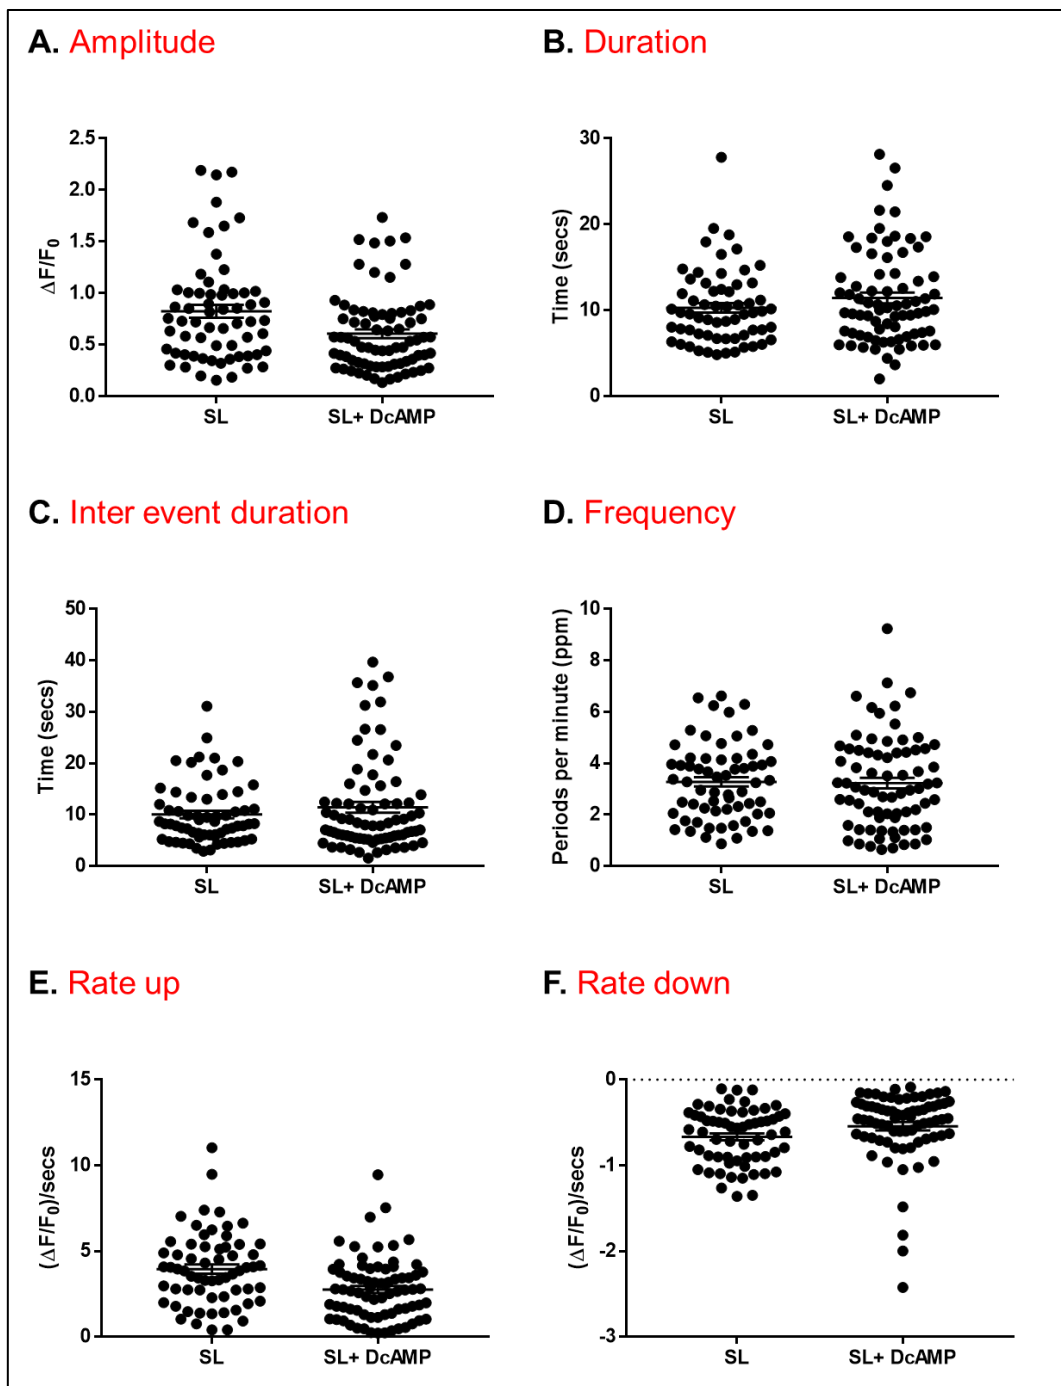 A. Amplitude
B. Duration
2.5
2.0
1.5
1.0
0.5
0.0
ΔF/F0
SL
SL+ DcAMP
30
20
10
0
Time (secs)
SL
SL+ DcAMP
C. Inter event duration
D. Frequency
50
40
30
20
10
0
Time (secs)
SL
SL+ DcAMP
10
8
6
4
2
0
Periods per minute (ppm)
SL
SL+ DcAMP
E. Rate up
F. Rate down
15
10
5
0
(ΔF/F0)/secs
SL
SL+ DcAMP
0
-1
-2
-3
(ΔF/F0)/secs
SL
SL+ DcAMP